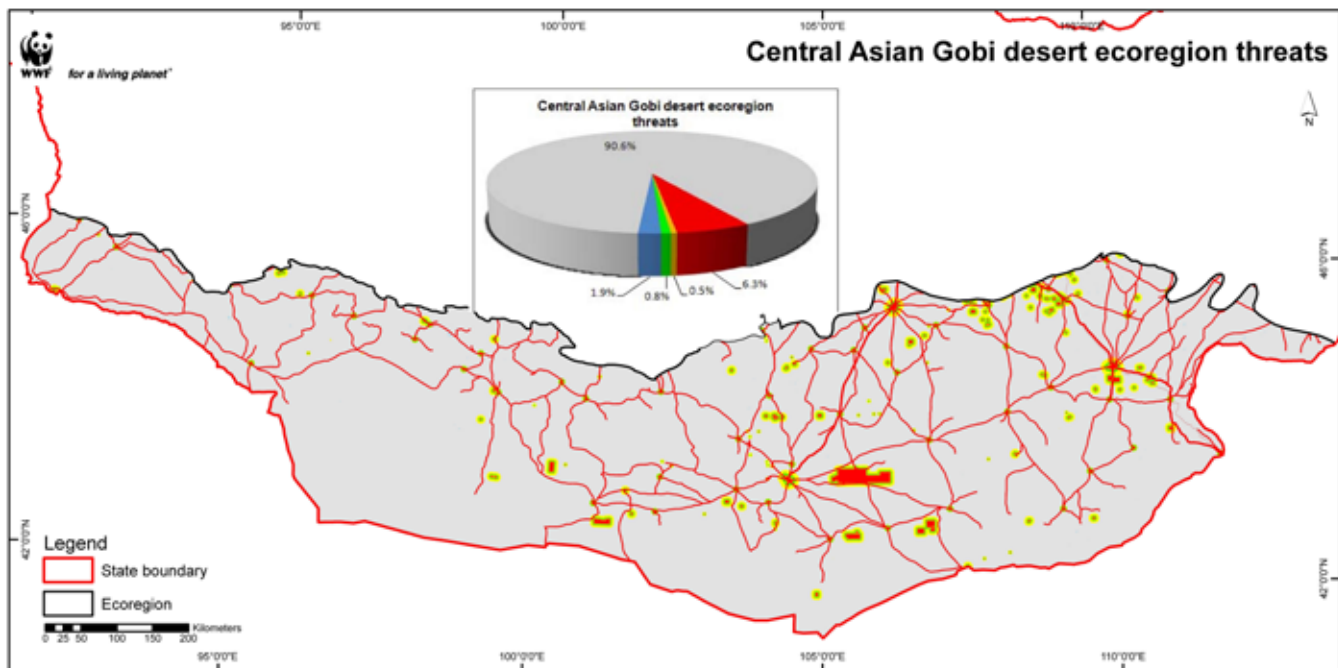 95°0'0"E 100°0'0"E 105°0'0"E 110°0'0"E
WWF
for a living planet
Central Asian Gobi desert ecoregion threats
Central Asian Gobi desert ecoregion
threats
90.6%
N
46°0'0"N 46°0'0"N
1.9% 0.8% 0.5% 6.3%
42°0'0"N 42°0'0"N
Legend
State boundary
Ecoregion
Kilometers
0 25 50 100 150 200
95°0'0"E 100°0'0"E 105°0'0"E 110°0'0"E